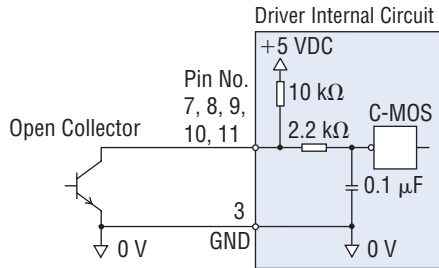 Driver Internal Circuit
+5 VDC
Pin No.
7, 8, 9,
10, 11
10 kΩ
C-MOS
Open Collector
2.2 kΩ
0.1 µF
3
GND
0 V
0 V